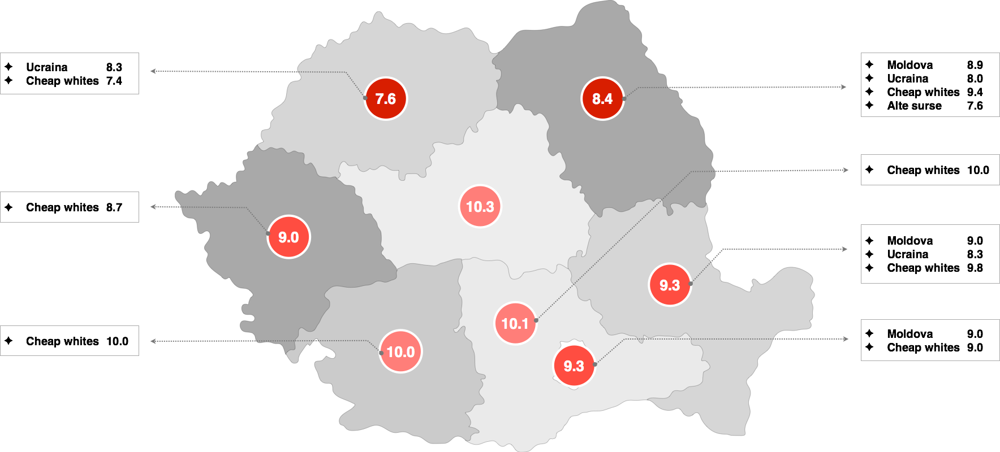 Ucraina 8.3
Cheap whites 7.4
Cheap whites 8.7
Cheap whites 10.0
7.6
8.4
10.3
9.0
9.3
10.1
10.0
9.3
Moldova 8.9
Ucraina 8.0
Cheap whites 9.4
Alte surse 7.6
Cheap whites 10.0
Moldova 9.0
Ucraina 8.3
Cheap whites 9.8
Moldova 9.0
Cheap whites 9.0